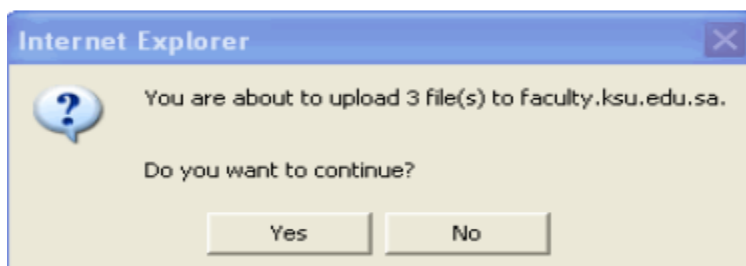 Internet Explorer
You are about to upload 3 file(s) to faculty.ksu.edu.sa.
Do you want to continue?
Yes No